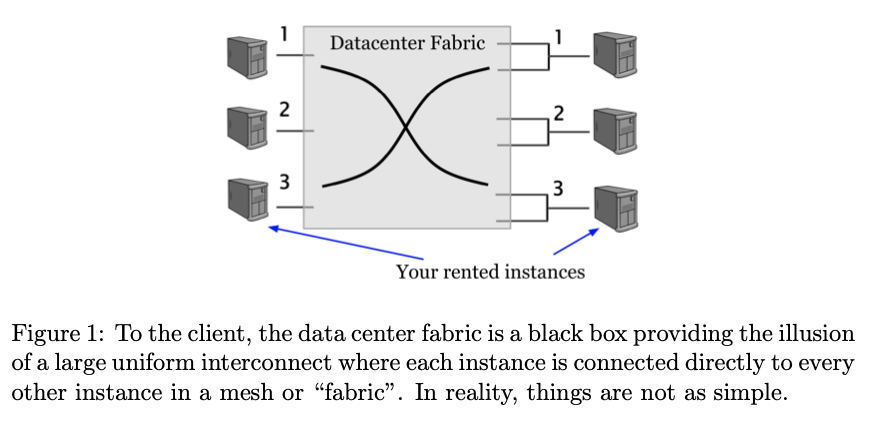 1
Datacenter Fabric
1
2
2
3
3
Your rented instances
Figure 1: To the client, the data center fabric is a black box providing the illusion
of a large uniform interconnect where each instance is connected directly to every
other instance in a mesh or “fabric”. In reality, things are not as simple.